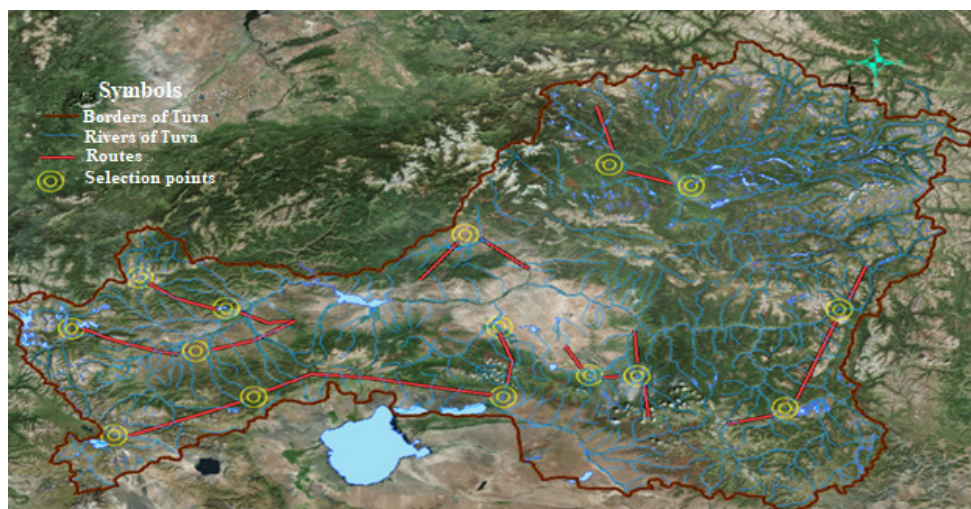 Symbols
Borders of Tuva
Rivers of Tuva
Routes
Selection points